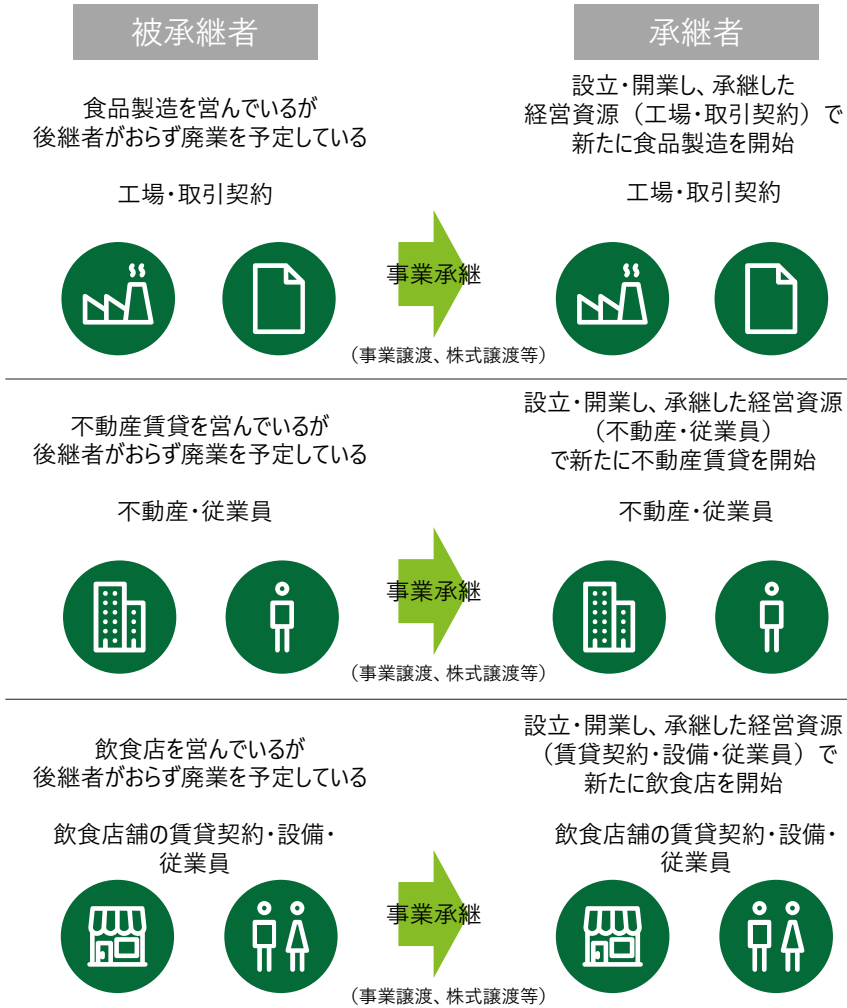 被承継者
承継者
食品製造を営んでいるが
後継者がおらず廃業を予定している
設立・開業し、承継した
経営資源（工場・取引契約）で
新たに食品製造を開始
工場・取引契約
工場・取引契約
事業承継
（事業譲渡、株式譲渡等）
不動産賃貸を営んでいるが
後継者がおらず廃業を予定している
設立・開業し、承継した経営資源
（不動産・従業員）
で新たに不動産賃貸を開始
不動産・従業員
不動産・従業員
事業承継
（事業譲渡、株式譲渡等）
飲食店を営んでいるが
後継者がおらず廃業を予定している
設立・開業し、承継した経営資源
（賃貸契約・設備・従業員）で
新たに飲食店を開始
飲食店舗の賃貸契約・設備・
従業員
飲食店舗の賃貸契約・設備・
従業員
事業承継
（事業譲渡、株式譲渡等）